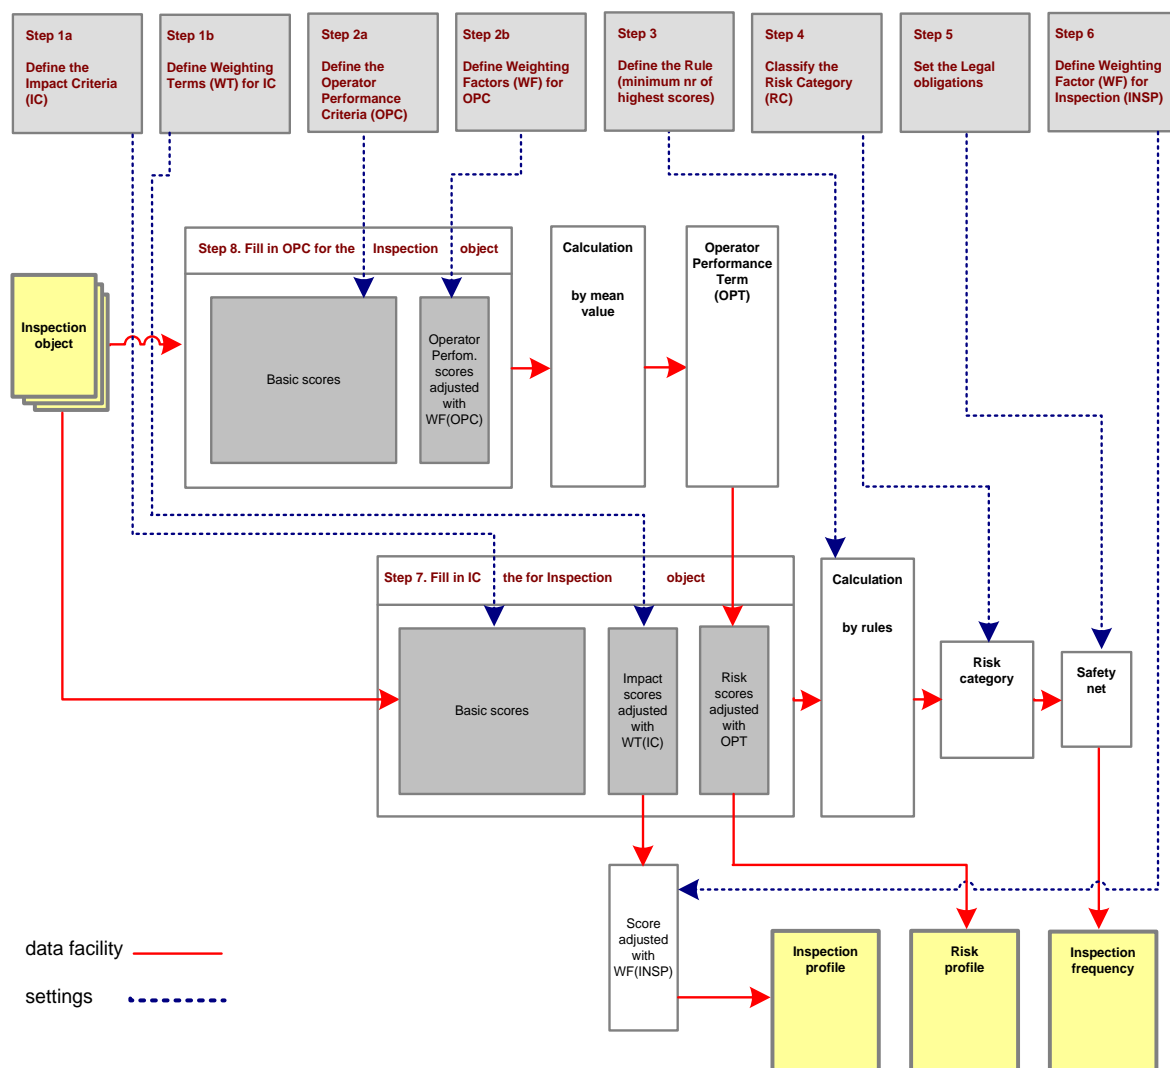 Step 1a
Define the
Impact Criteria
(IC)
Step 1b
Define Weighting
Terms (WT) for IC
Step 2a
Define the
Operator
Performance
Criteria (OPC)
Step 2b
Define Weighting
Factors (WF) for
OPC
Step 3
Define the Rule
(minimum nr of
highest scores)
Step 4
Classify the
Risk Category
(RC)
Step 5
Set the Legal
obligations
Step 6
Define Weighting
Factor (WF) for
Inspection (INSP)
Step 8. Fill in OPC for the Inspection object
Calculation
by mean
value
Operator
Performance
Term
(OPT)
Inspection
object
Basic scores
Operator
Perfom.
scores
adjusted
with
WF(OPC)
Step 7. Fill in IC the for Inspection object
Calculation
by rules
Basic scores
Impact
scores
adjusted
with
WT(IC)
Risk
scores
adjusted
with
OPT
Risk
category
Safety
net
Score
adjusted
with
WF(INSP)
data facility
settings
Inspection
profile
Risk
profile
Inspection
frequency